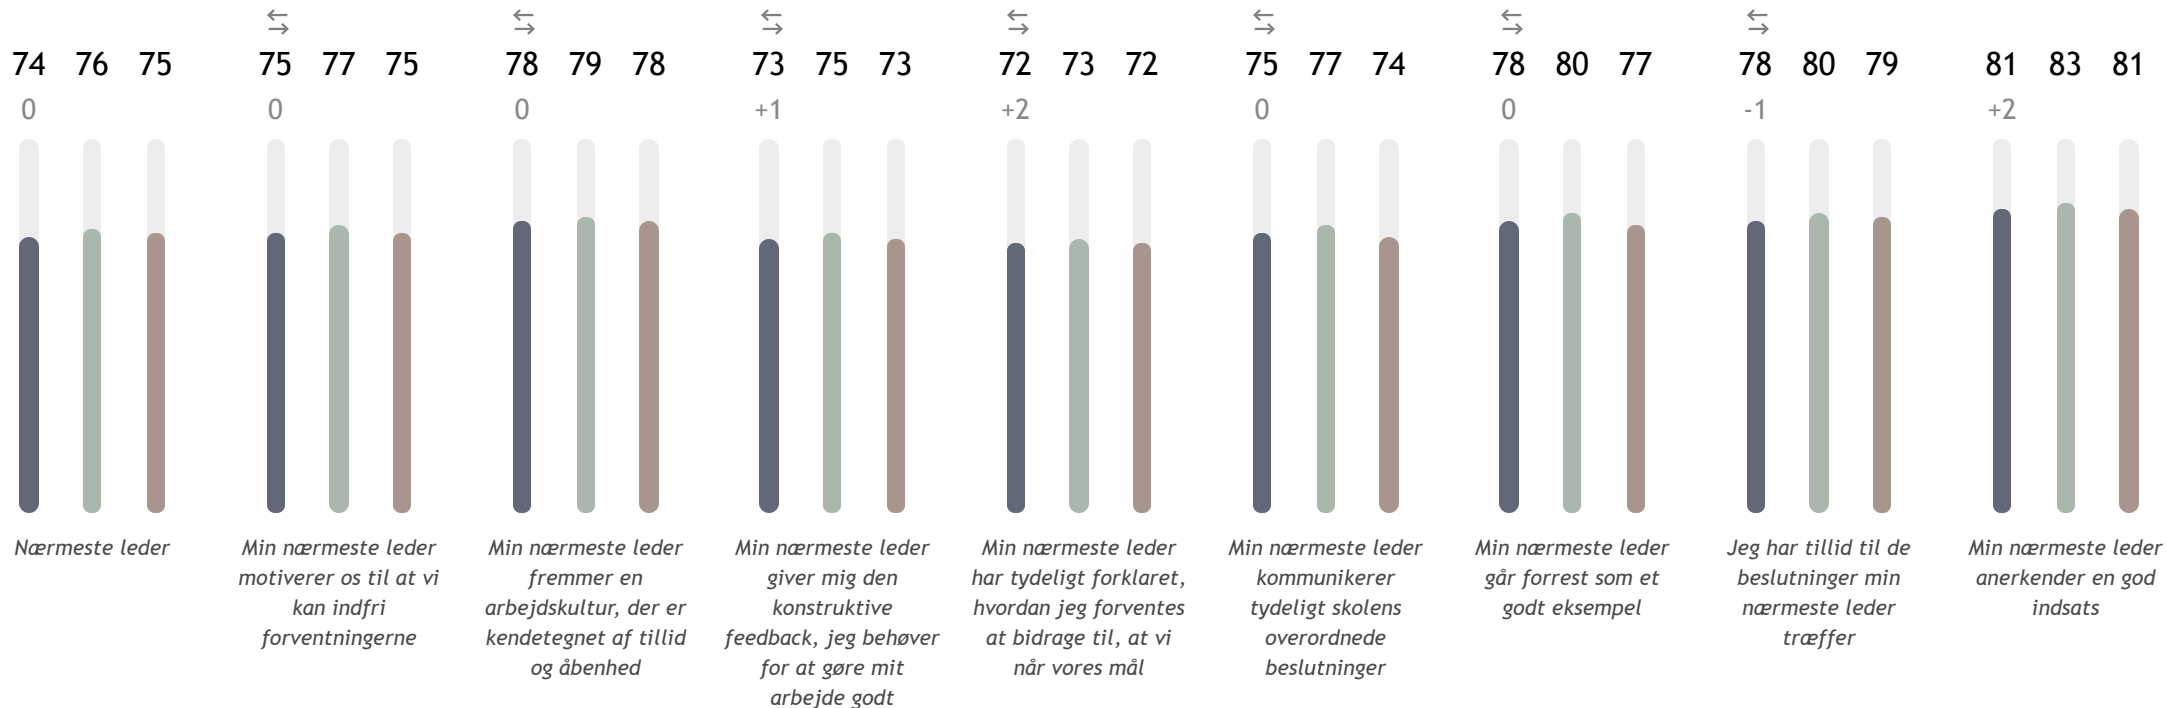 74 76 75 75 77 75 78 79 78 73 75 73 72 73 72 75 77 74 78 80 77 78 80 79 81 83 81
0 0 0 +1 +2 0 0 -1 +2
Nærmeste leder
Min nærmeste leder
motiverer os til at vi
kan indfri
forventningerne
Min nærmeste leder
fremmer en
arbejdskultur, der er
kendetegnet af tillid
og åbenhed
Min nærmeste leder
giver mig den
konstruktive
feedback, jeg behøver
for at gøre mit
arbejde godt
Min nærmeste leder
har tydeligt forklaret,
hvordan jeg forventes
at bidrage til, at vi
når vores mål
Min nærmeste leder
kommunikerer
tydeligt skolens
overordnede
beslutninger
Min nærmeste leder
går forrest som et
godt eksempel
Jeg har tillid til de
beslutninger min
nærmeste leder
træffer
Min nærmeste leder
anerkender en god
indsats